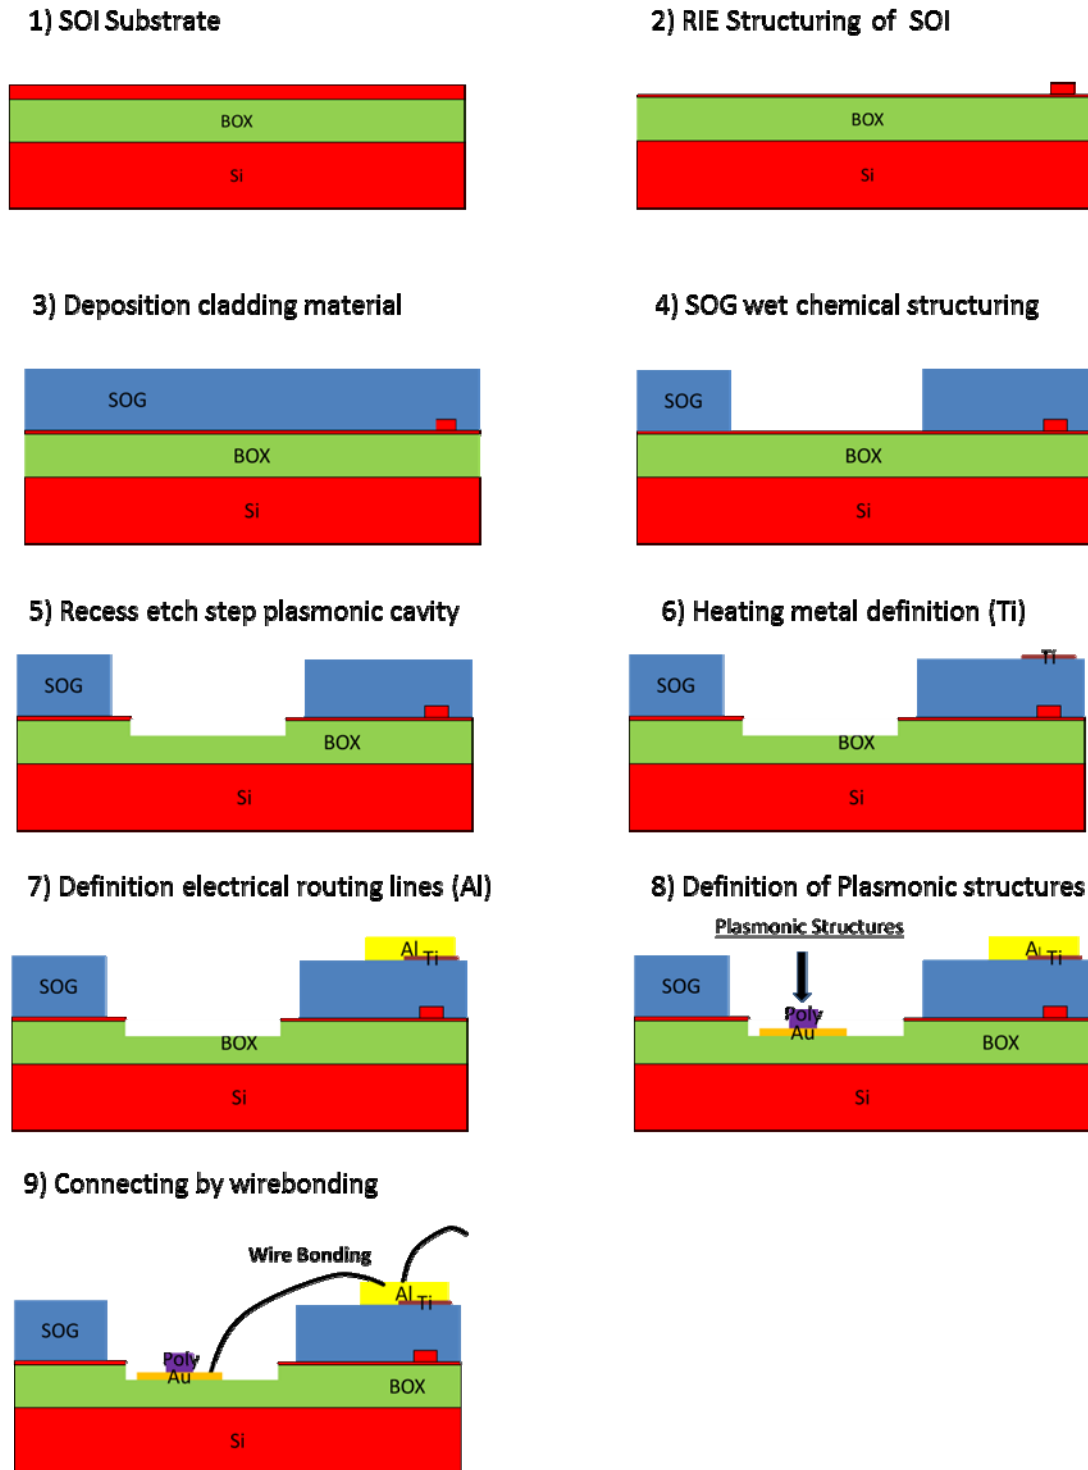 1) SOI Substrate
BOX
Si
2) RIE Structuring of SOI
BOX
Si
3) Deposition cladding material
SOG
BOX
Si
4) SOG wet chemical structuring
SOG
BOX
Si
5) Recess etch step plasmonic cavity
SOG
BOX
Si
6) Heating metal definition (Ti)
Ti
SOG
BOX
Si
7) Definition electrical routing lines (Al)
Al Ti
SOG
BOX
Si
8) Definition of Plasmonic structures
Plasmonic Structures
Al Ti
SOG
Poly
Au
BOX
Si
9) Connecting by wirebonding
Wire Bonding
Al Ti
SOG
Poly
Au
BOX
Si